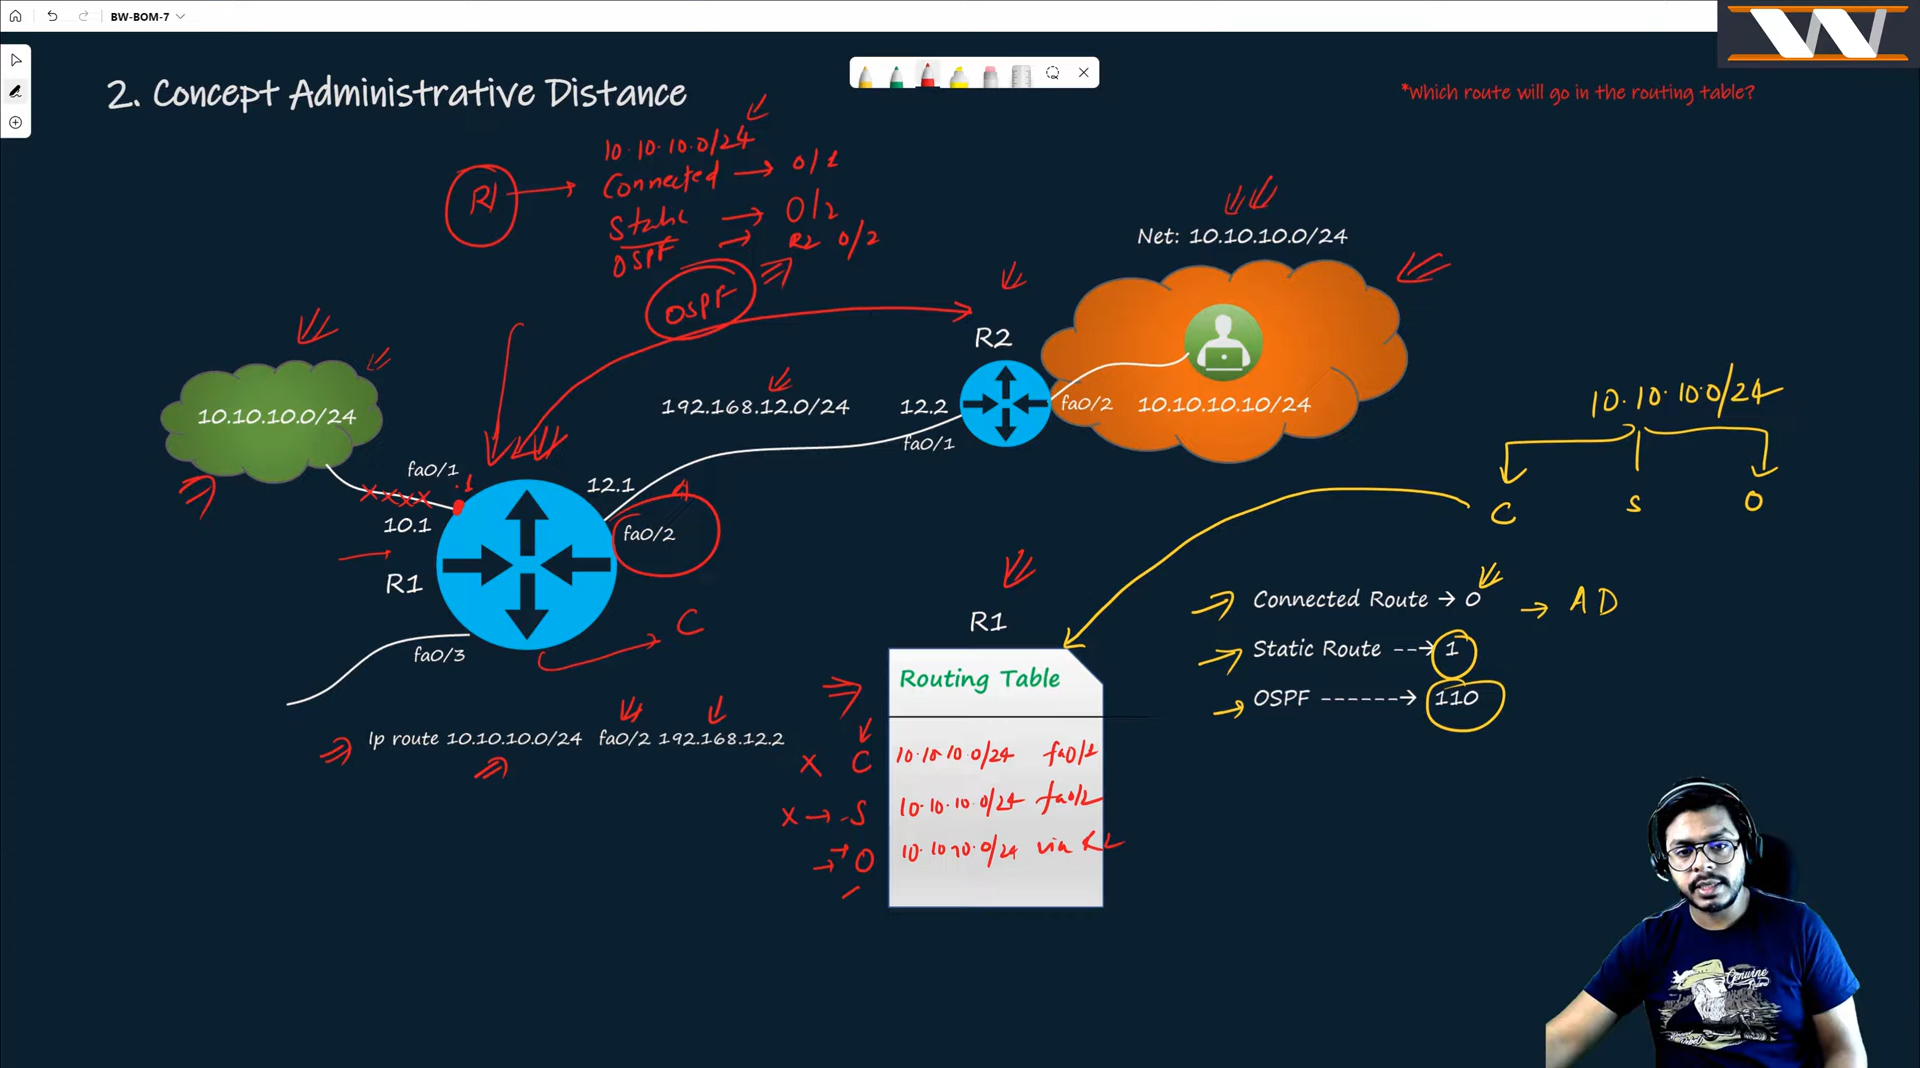 BW-BOM-7
W
2. Concept Administrative Distance
*Which route will go in the routing table?
10.10.10.0/24
R1
Connected → 0/1
Static → 0/2
OSPF → R2 0/2
OSPF
Net: 10.10.10.0/24
R2
10.10.10.0/24
192.168.12.0/24
12.2
fa0/2
10.10.10.10/24
fa0/1
10.10.10.0/24
C S O
fa0/1
.1
12.1
10.1
xxxx
fa0/2
R1
fa0/3
C
R1
Connected Route → 0 → AD
Static Route --→ 1
OSPF ------→ 110
Routing Table
Ip route 10.10.10.0/24 fa0/2 192.168.12.2
X C 10.10.10.0/24 fa0/1
X → S 10.10.10.0/24 fa0/2
→ O 10.10.10.0/24 via R2
Genuine